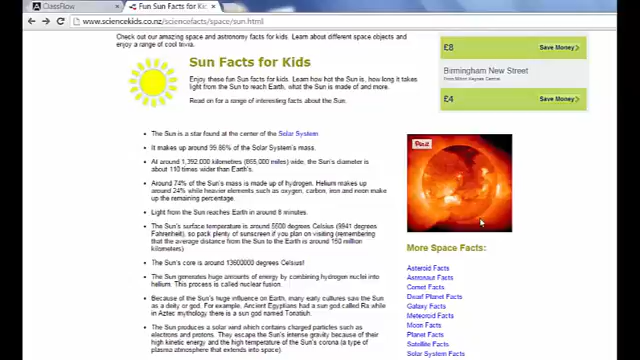 ClassFlow
Fun Sun Facts for Kids
www.sciencekids.co.nz/sciencefacts/space/sun.html
Check out our amazing space and astronomy facts for kids. Learn about different space objects and
enjoy a range of cool trivia.
Sun Facts for Kids
Enjoy these fun Sun facts for kids. Learn how hot the Sun is, how long it takes
light from the Sun to reach Earth, what the Sun is made of and more.
Read on for a range of interesting facts about the Sun.
The Sun is a star found at the center of the Solar System
It makes up around 99.86% of the Solar System's mass.
At around 1,392,000 kilometres (865,000 miles) wide, the Sun's diameter is
about 110 times wider than Earth's.
Around 74% of the Sun's mass is made up of hydrogen. Helium makes up
around 24% while heavier elements such as oxygen, carbon, iron and neon make
up the remaining percentage.
Light from the Sun reaches Earth in around 8 minutes.
The Sun's surface temperature is around 5500 degrees Celsius (9941 degrees
Fahrenheit), so pack plenty of sunscreen if you plan on visiting (remembering
that the average distance from the Sun to the Earth is around 150 million
kilometers)
The Sun's core is around 13600000 degrees Celsius!
The Sun generates huge amounts of energy by combining hydrogen nuclei into
helium. This process is called nuclear fusion.
Because of the Sun's huge influence on Earth, many early cultures saw the Sun
as a deity or god. For example, Ancient Egyptians had a sun god called Ra while
in Aztec mythology there is a sun god named Tonatiuh.
The Sun produces a solar wind which contains charged particles such as
electrons and protons. They escape the Sun's intense gravity because of their
high kinetic energy and the high temperature of the Sun's corona (a type of
plasma atmosphere that extends into space).
£8 Save Money
Birmingham New Street
From Milton Keynes Central
£4 Save Money
Pin it
More Space Facts:
Asteroid Facts
Astronaut Facts
Comet Facts
Dwarf Planet Facts
Galaxy Facts
Meteoroid Facts
Moon Facts
Planet Facts
Satellite Facts
Solar System Facts